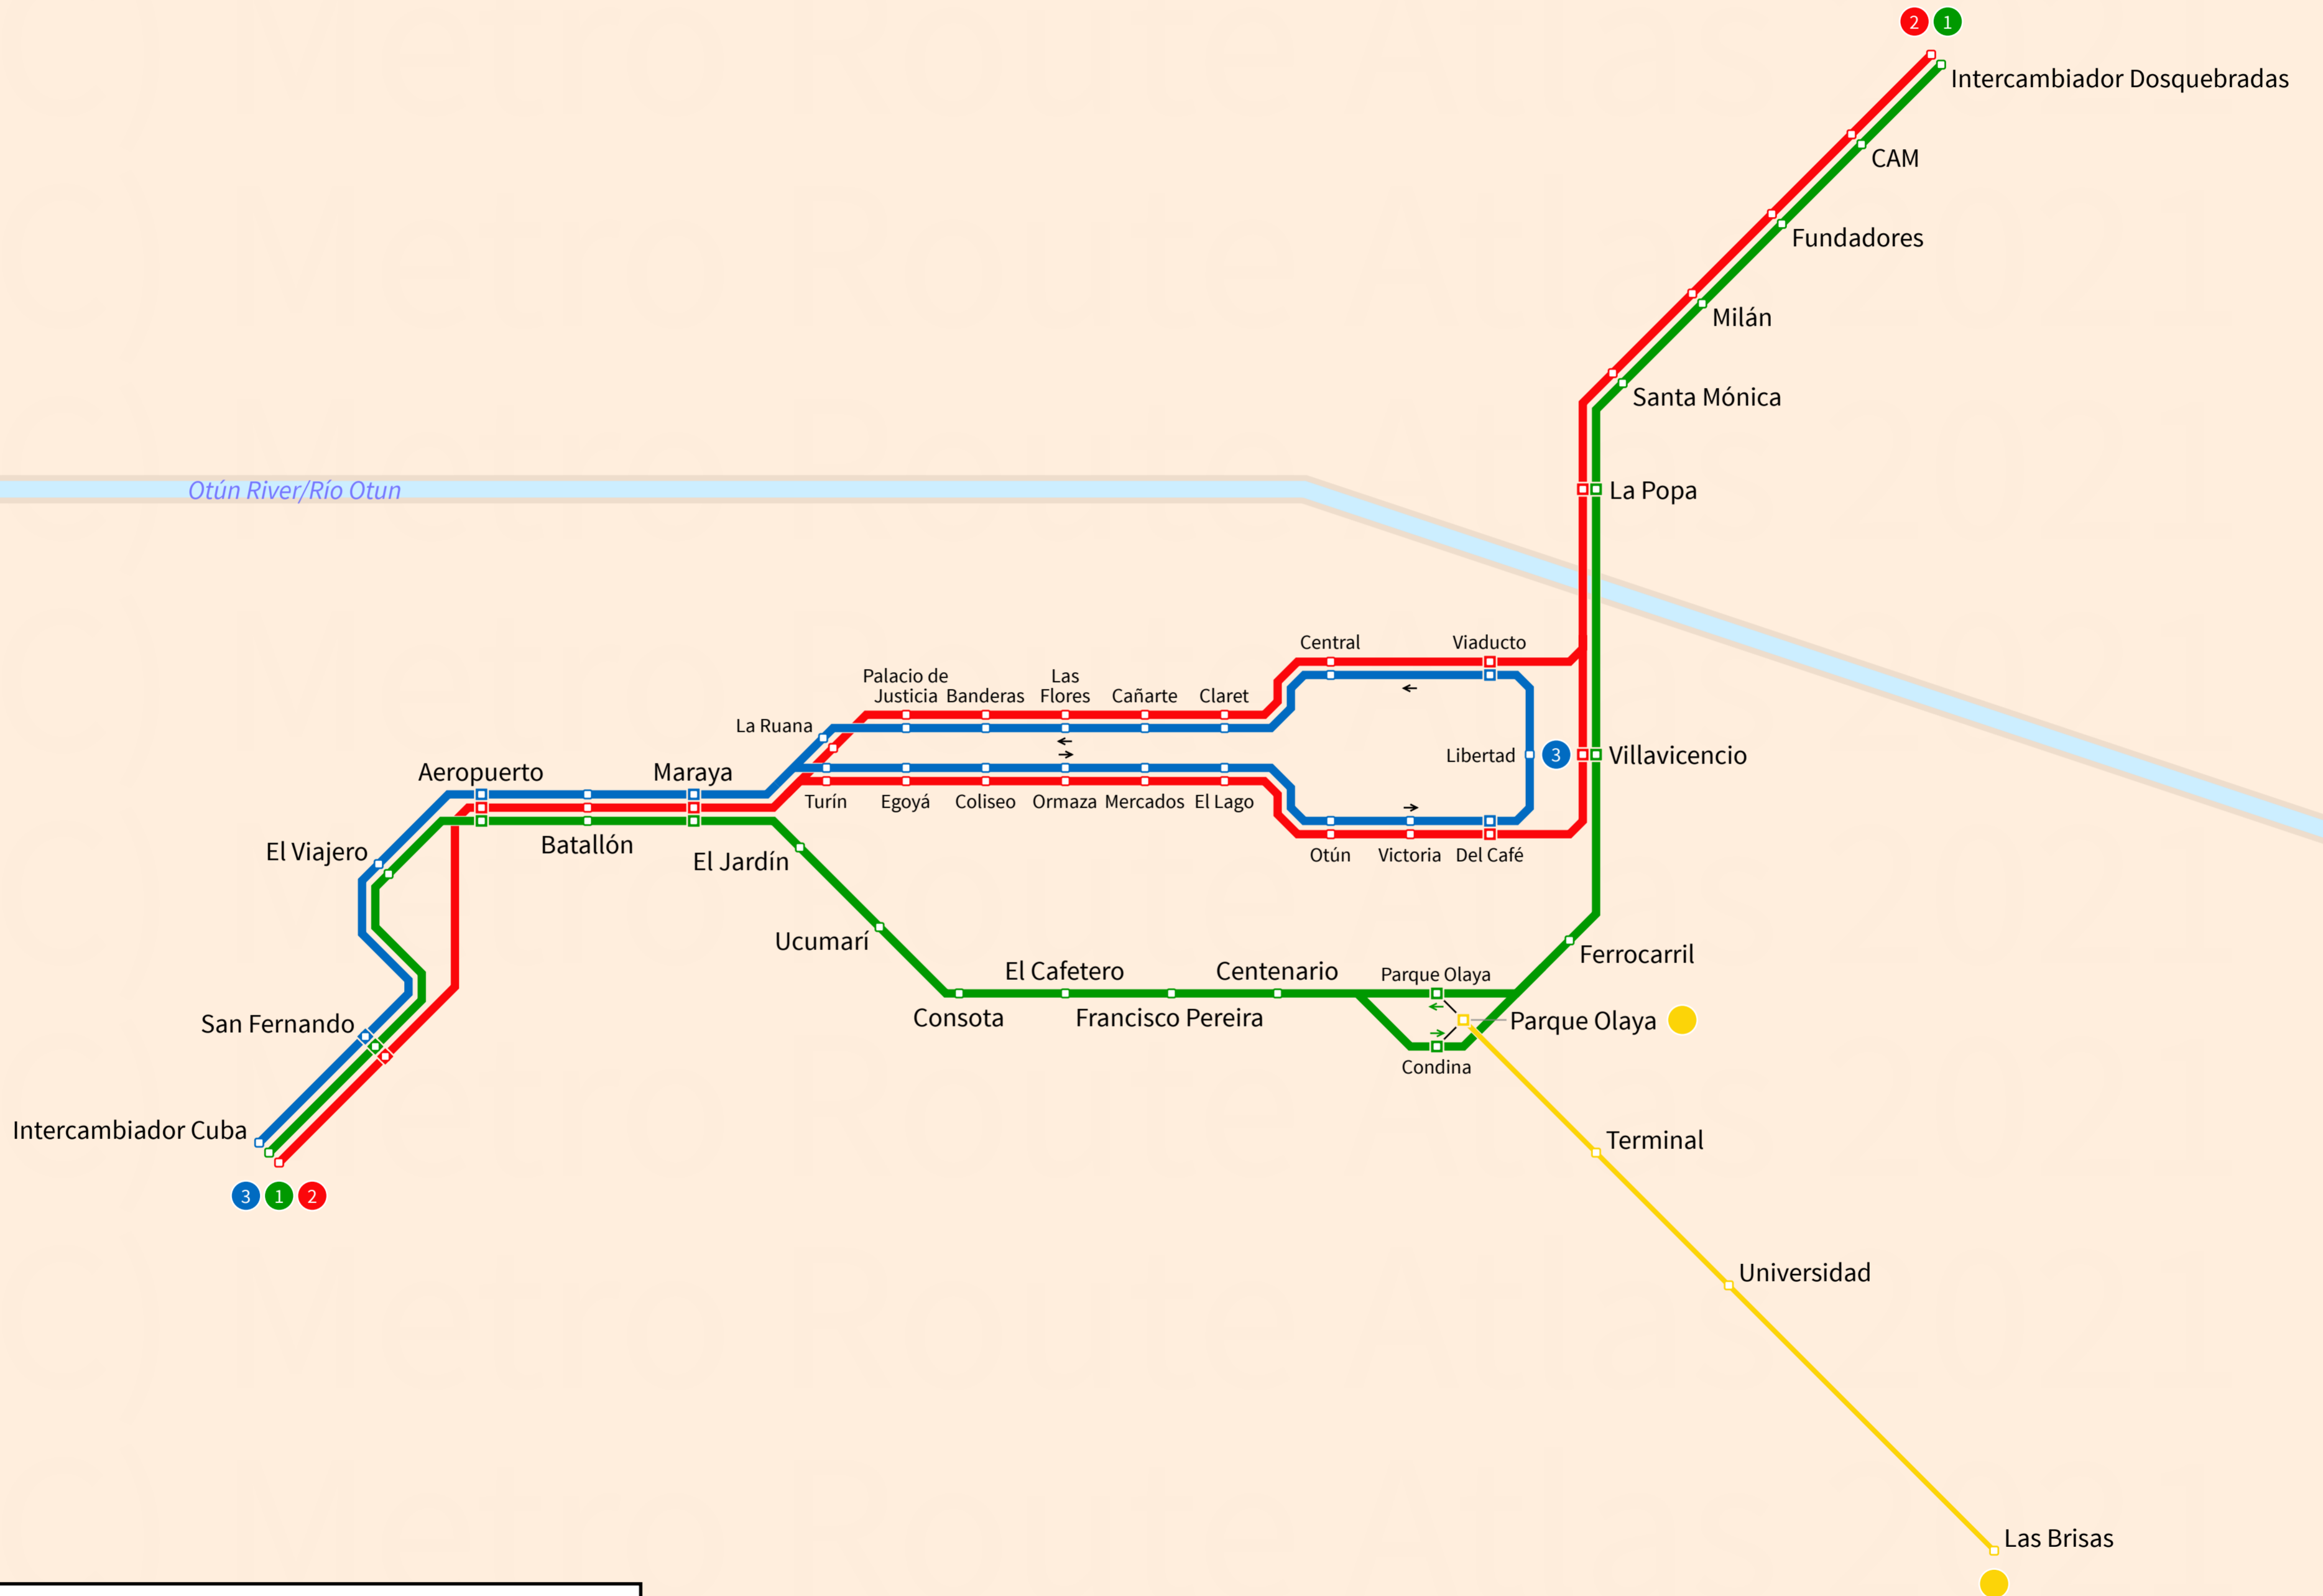 2 1
Intercambiador Dosquebradas
CAM
Fundadores
Milán
Santa Mónica
Otún River/Río Otun
La Popa
Central
Viaducto
Palacio de
Justicia
Banderas
Las
Flores
Cañarte
Claret
La Ruana
Libertad
3
Villavicencio
Aeropuerto
Maraya
Turín
Egoyá
Coliseo
Ormaza
Mercados
El Lago
Batallón
El Viajero
El Jardín
Otún
Victoria
Del Café
Ucumarí
Ferrocarril
El Cafetero
Centenario
Parque Olaya
Consota
Francisco Pereira
Parque Olaya
San Fernando
Condina
Intercambiador Cuba
3 1 2
Terminal
Universidad
Las Brisas